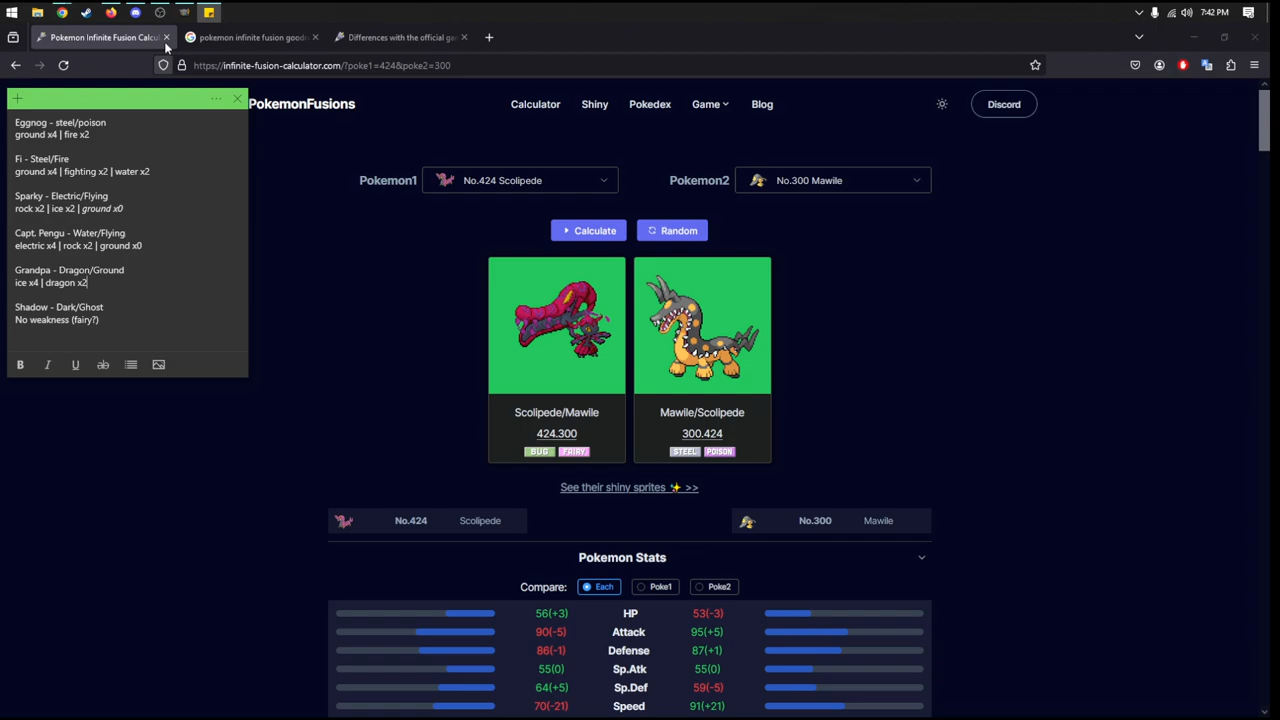 7:42 PM
Pokemon Infinite Fusion Calcul
pokemon infinite fusion goodr
Differences with the official ga
https://infinite-fusion-calculator.com/?poke1=424&poke2=300
PokemonFusions
Calculator
Shiny
Pokedex
Game
Blog
Discord
Eggnog - steel/poison
ground x4 | fire x2
Fi - Steel/Fire
ground x4 | fighting x2 | water x2
Sparky - Electric/Flying
rock x2 | ice x2 | ground x0
Capt. Pengu - Water/Flying
electric x4 | rock x2 | ground x0
Grandpa - Dragon/Ground
ice x4 | dragon x2
Shadow - Dark/Ghost
No weakness (fairy?)
B I U ab
Pokemon1
No.424 Scolipede
Pokemon2
No.300 Mawile
Calculate
Random
Scolipede/Mawile
424.300
BUG FAIRY
Mawile/Scolipede
300.424
STEEL POISON
See their shiny sprites ✨ >>
No.424 Scolipede
No.300 Mawile
Pokemon Stats
Compare: Each Poke1 Poke2
56(+3) HP 53(-3)
90(-5) Attack 95(+5)
86(-1) Defense 87(+1)
55(0) Sp.Atk 55(0)
64(+5) Sp.Def 59(-5)
70(-21) Speed 91(+21)